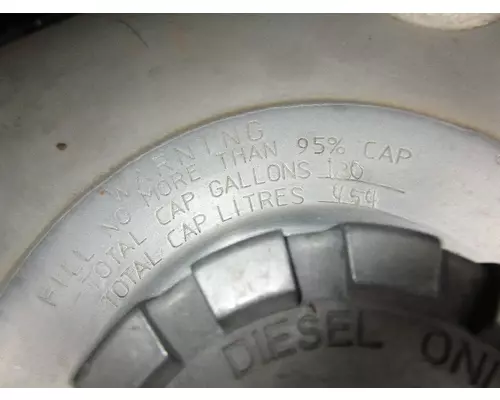 WARNING
FILL NO MORE THAN 95% CAP
TOTAL CAP GALLONS 120
TOTAL CAP LITRES 454
DIESEL ONL